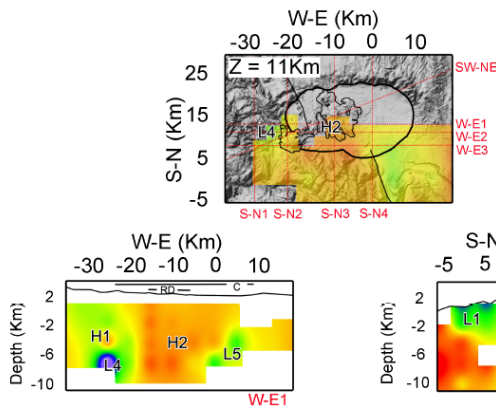 W-E (Km)
-30 -20 -10 0 10
Z = 11Km
SW-NE
25
15
5
-5
S-N (Km)
L4
H2
W-E1
W-E2
W-E3
S-N1 S-N2 S-N3 S-N4
W-E (Km)
-30 -20 -10 0 10
C
RD
2
-2
-6
-10
Depth (Km)
H1
H2
L4
L5
W-E1
S-N
-5 5
2
-2
-6
-10
Depth (Km)
L1